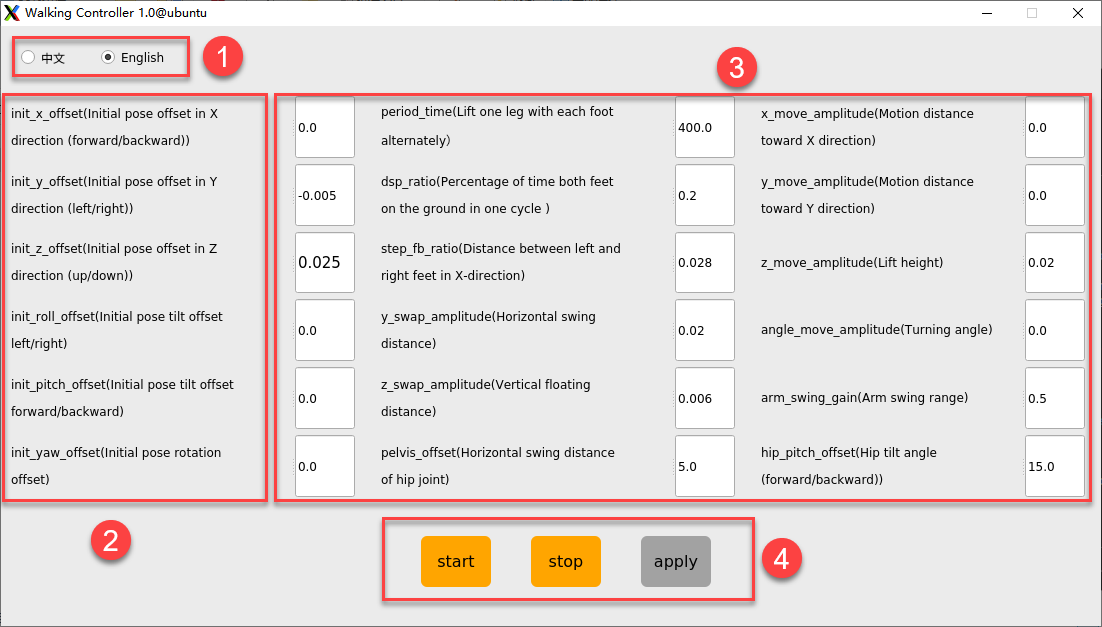 Walking Controller 1.0@ubuntu
中文
English
1
3
init_x_offset(Initial pose offset in X
direction (forward/backward))
0.0
period_time(Lift one leg with each foot
alternately）
400.0
x_move_amplitude(Motion distance
toward X direction)
0.0
init_y_offset(Initial pose offset in Y
direction (left/right))
-0.005
dsp_ratio(Percentage of time both feet
on the ground in one cycle )
0.2
y_move_amplitude(Motion distance
toward Y direction)
0.0
init_z_offset(Initial pose offset in Z
direction (up/down))
0.025
step_fb_ratio(Distance between left and
right feet in X-direction)
0.028
z_move_amplitude(Lift height)
0.02
init_roll_offset(Initial pose tilt offset
left/right)
0.0
y_swap_amplitude(Horizontal swing
distance)
0.02
angle_move_amplitude(Turning angle)
0.0
init_pitch_offset(Initial pose tilt offset
forward/backward)
0.0
z_swap_amplitude(Vertical floating
distance)
0.006
arm_swing_gain(Arm swing range)
0.5
init_yaw_offset(Initial pose rotation
offset)
0.0
pelvis_offset(Horizontal swing distance
of hip joint)
5.0
hip_pitch_offset(Hip tilt angle
(forward/backward))
15.0
2
start
stop
apply
4